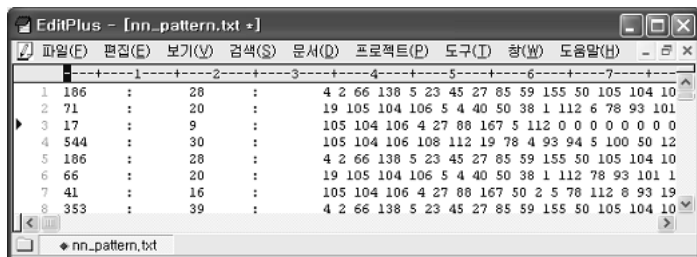 EditPlus - [nn_pattern.txt *]
파일(F) 편집(E) 보기(V) 검색(S) 문서(D) 프로젝트(P) 도구(T) 창(W) 도움말(H)
----+----1----+----2----+----3----+----4----+----5----+----6----+----7----+---
1 186 : 28 : 4 2 66 138 5 23 45 27 85 59 155 50 105 104 10
2 71 : 20 : 19 105 104 106 5 4 40 50 38 1 112 6 78 93 101
3 17 : 9 : 105 104 106 4 27 88 167 5 112 0 0 0 0 0 0 0
4 544 : 30 : 105 104 106 108 112 19 78 4 93 94 5 100 50 12
5 186 : 28 : 4 2 66 138 5 23 45 27 85 59 155 50 105 104 10
6 66 : 20 : 19 105 104 106 5 4 40 50 38 1 112 78 93 101 1
7 41 : 16 : 105 104 106 4 27 88 167 50 2 5 78 112 8 93 19
8 353 : 39 : 4 2 66 138 5 23 45 27 85 59 155 50 105 104 10
nn_pattern.txt